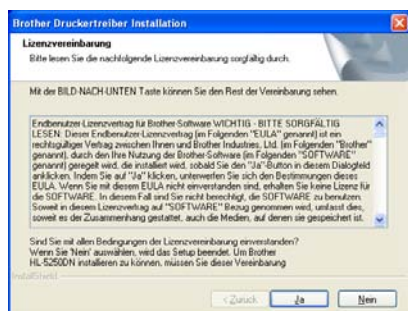 Brother Druckertreiber Installation
Lizenzvereinbarung
Bitte lesen Sie die nachfolgende Lizenzvereinbarung sorgfältig durch.
Mit der BILD-NACH-UNTEN Taste können Sie den Rest der Vereinbarung sehen.
Endbenutzer-Lizenzvertrag für Brother-Software WICHTIG - BITTE SORGFÄLTIG
LESEN: Dieser Endbenutzer-Lizenzvertrag (im Folgenden "EULA" genannt) ist ein
rechtsgültiger Vertrag zwischen Ihnen und Brother Industries, Ltd. (im Folgenden "Brother"
genannt), durch den Ihre Nutzung der Brother-Software (im Folgenden "SOFTWARE"
genannt) geregelt wird, die installiert wird, sobald Sie den "Ja"-Button in diesem Dialogfeld
anklicken. Indem Sie auf "Ja" klicken, unterwerfen Sie sich den Bestimmungen dieses
EULA. Wenn Sie mit diesem EULA nicht einverstanden sind, erhalten Sie keine Lizenz für
die SOFTWARE. In diesem Fall sind Sie nicht berechtigt, die SOFTWARE zu benutzen.
Soweit in diesem Lizenzvertrag auf "SOFTWARE" Bezug genommen wird, umfasst dies,
soweit es der Zusammenhang gestattet, auch die Medien, auf denen sie gespeichert ist.
Sind Sie mit allen Bedingungen der Lizenzvereinbarung einverstanden?
Wenn Sie 'Nein' auswählen, wird das Setup beendet. Um Brother
HL-5250DN installieren zu können, müssen Sie dieser Vereinbarung
InstallShield
< Zurück
Ja
Nein